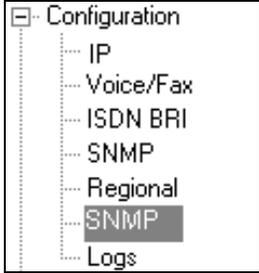 Configuration
IP
Voice/Fax
ISDN BRI
SNMP
Regional
SNMP
Logs